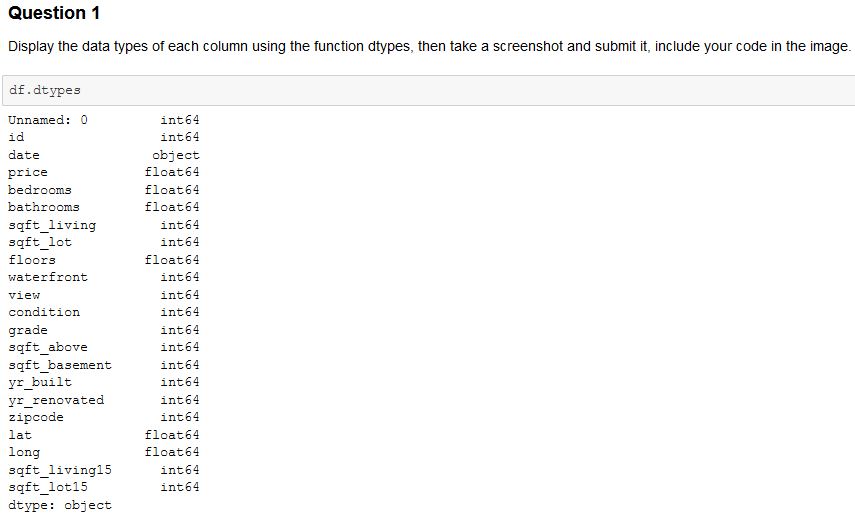 Question 1
Display the data types of each column using the function dtypes, then take a screenshot and submit it, include your code in the image.
df.dtypes
Unnamed: 0 int64
id int64
date object
price float64
bedrooms float64
bathrooms float64
sqft_living int64
sqft_lot int64
floors float64
waterfront int64
view int64
condition int64
grade int64
sqft_above int64
sqft_basement int64
yr_built int64
yr_renovated int64
zipcode int64
lat float64
long float64
sqft_living15 int64
sqft_lot15 int64
dtype: object